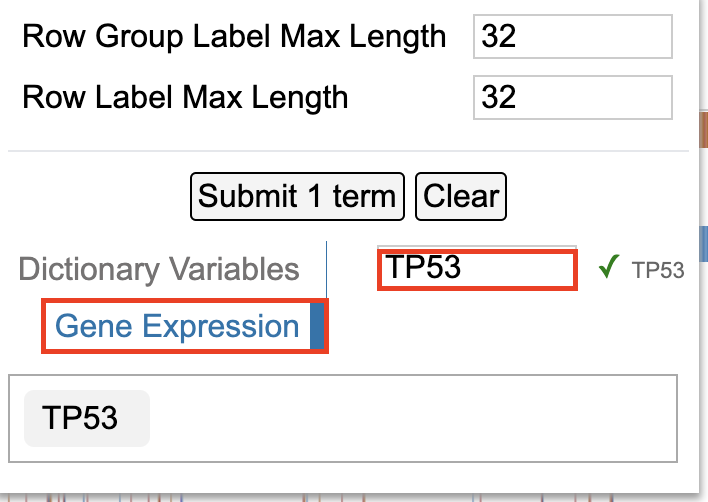 Row Group Label Max Length 32
Row Label Max Length 32
Submit 1 term Clear
Dictionary Variables TP53 ✓ TP53
Gene Expression
TP53